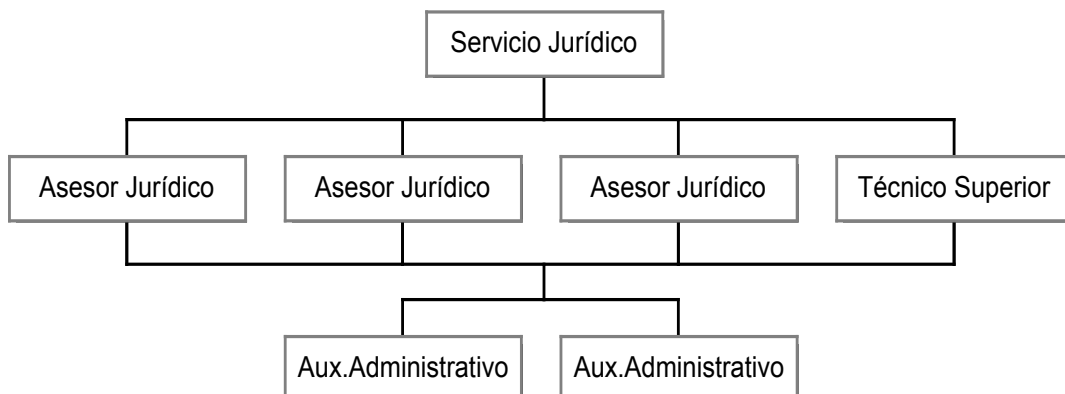 Servicio Jurídico
Asesor Jurídico
Asesor Jurídico
Asesor Jurídico
Técnico Superior
Aux.Administrativo
Aux.Administrativo